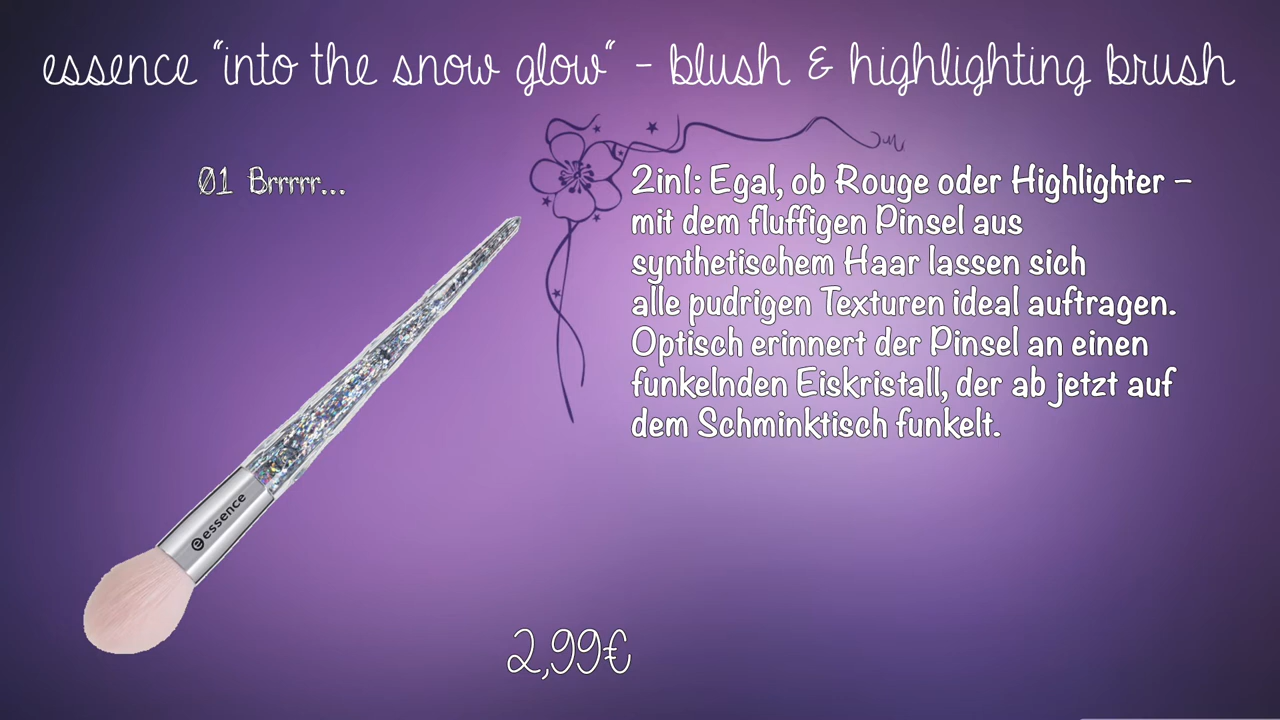 essence “into the snow glow“ - blush & highlighting brush
01 Brrrrr...
2in1: Egal, ob Rouge oder Highlighter –
mit dem fluffigen Pinsel aus
synthetischem Haar lassen sich
alle pudrigen Texturen ideal auftragen.
Optisch erinnert der Pinsel an einen
funkelnden Eiskristall, der ab jetzt auf
dem Schminktisch funkelt.
essence
2,99€